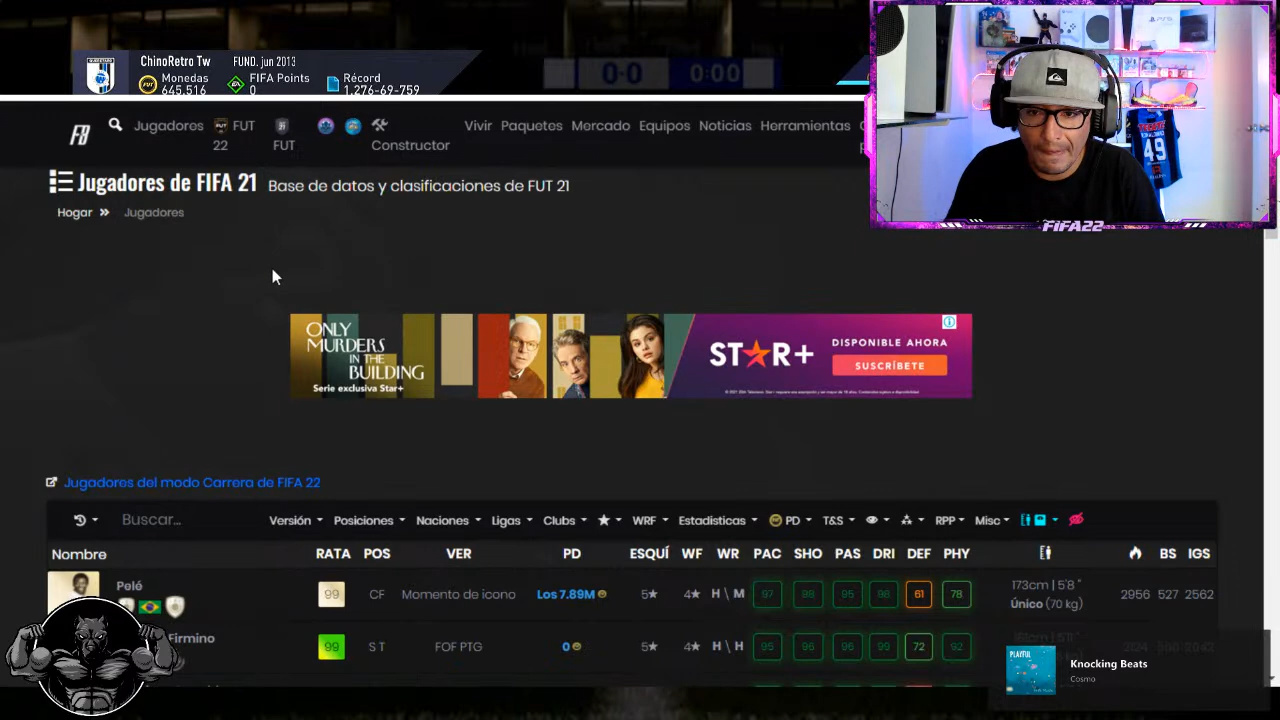 ChinoRetro Tw FUND. jun 2013
Monedas 645,516 FIFA Points 0 Récord 1,276-69-759
0-0 0:00
Jugadores FUT 22 FUT Constructor Vivir Paquetes Mercado Equipos Noticias Herramientas
Jugadores de FIFA 21 Base de datos y clasificaciones de FUT 21
Hogar » Jugadores
FIFA22
49
ONLY MURDERS IN THE BUILDING
Serie exclusiva Star+
ST★R+
DISPONIBLE AHORA
SUSCRÍBETE
Jugadores del modo Carrera de FIFA 22
Buscar... Versión Posiciones Naciones Ligas Clubs WRF Estadisticas PD T&S RPP Misc
Nombre RATA POS VER PD ESQUÍ WF WR PAC SHO PAS DRI DEF PHY BS IGS
Pelé 99 CF Momento de icono Los 7.89M 5★ 4★ H \ M 97 98 95 98 61 78 173cm | 5'8 " Único (70 kg) 2956 527 2562
Firmino 99 S T FOF PTG 0 5★ 4★ H \ H 95 96 96 99 72 92
PLAYFUL
Knocking Beats
Cosmo